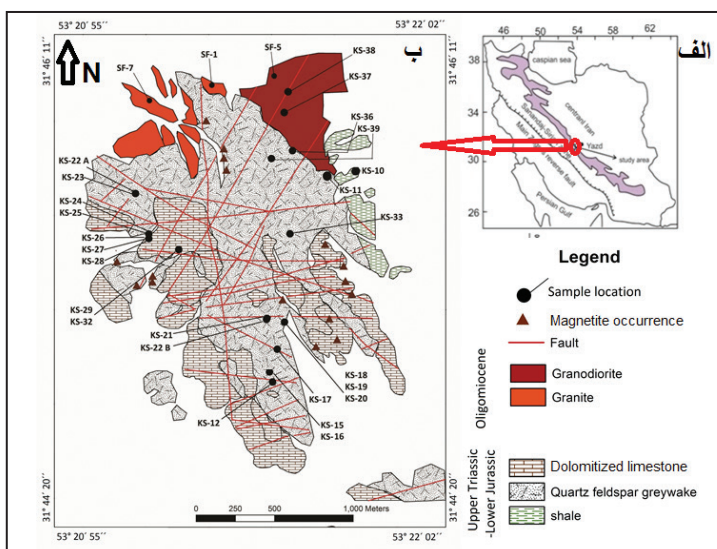 53 20 55"
53° 22' 02"
31° 46' 11"
N
ب
SF-7
SF-1
SF-5
KS-38
KS-37
KS-36
KS-39
KS-10
KS-11
KS-22 A
KS-23
KS-24
KS-25
KS-26
KS-27
KS-28
KS-33
KS-29
KS-32
KS-21
KS-22 B
KS-18
KS-19
KS-20
KS-17
KS-12
KS-15
KS-16
0 250 500 1,000 Meters
31° 44' 20"
53° 20' 55"
53° 22' 02"
الف
46 50 54 58 62
38
34
30
26
caspian sea
centrarl Iran
Yazd
study area
Main Zagros reverse fault
Persian Gulf
Legend
Sample location
Magnetite occurrence
Fault
Oligomiocene
Granodiorite
Granite
Upper Triassic
-Lower Jurassic
Dolomitized limestone
Quartz feldspar greywake
shale